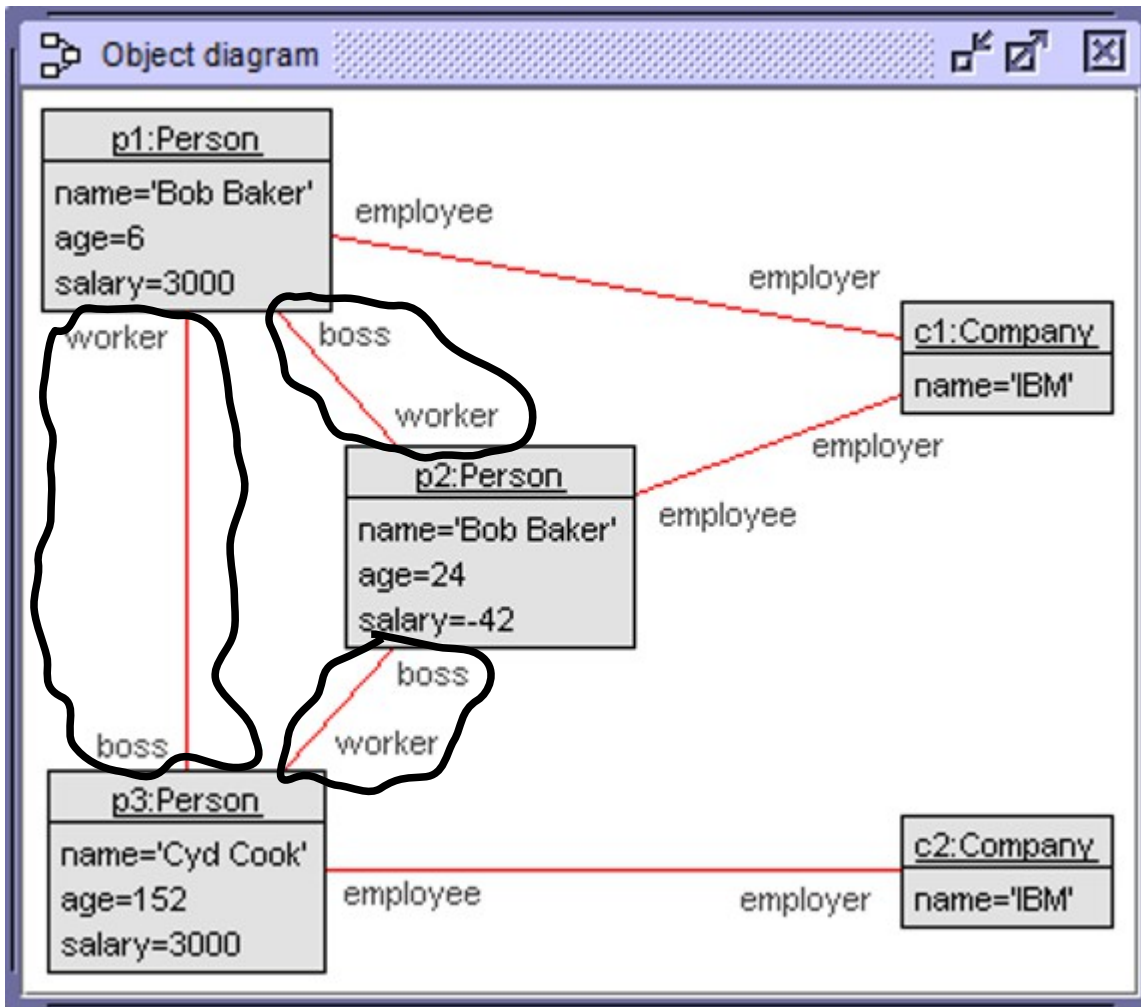 Object diagram
p1:Person
name='Bob Baker'
age=6
salary=3000
employee
employer
c1:Company
name='IBM'
worker
boss
worker
employer
employee
p2:Person
name='Bob Baker'
age=24
salary=-42
boss
worker
boss
p3:Person
name='Cyd Cook'
age=152
salary=3000
employee
employer
c2:Company
name='IBM'